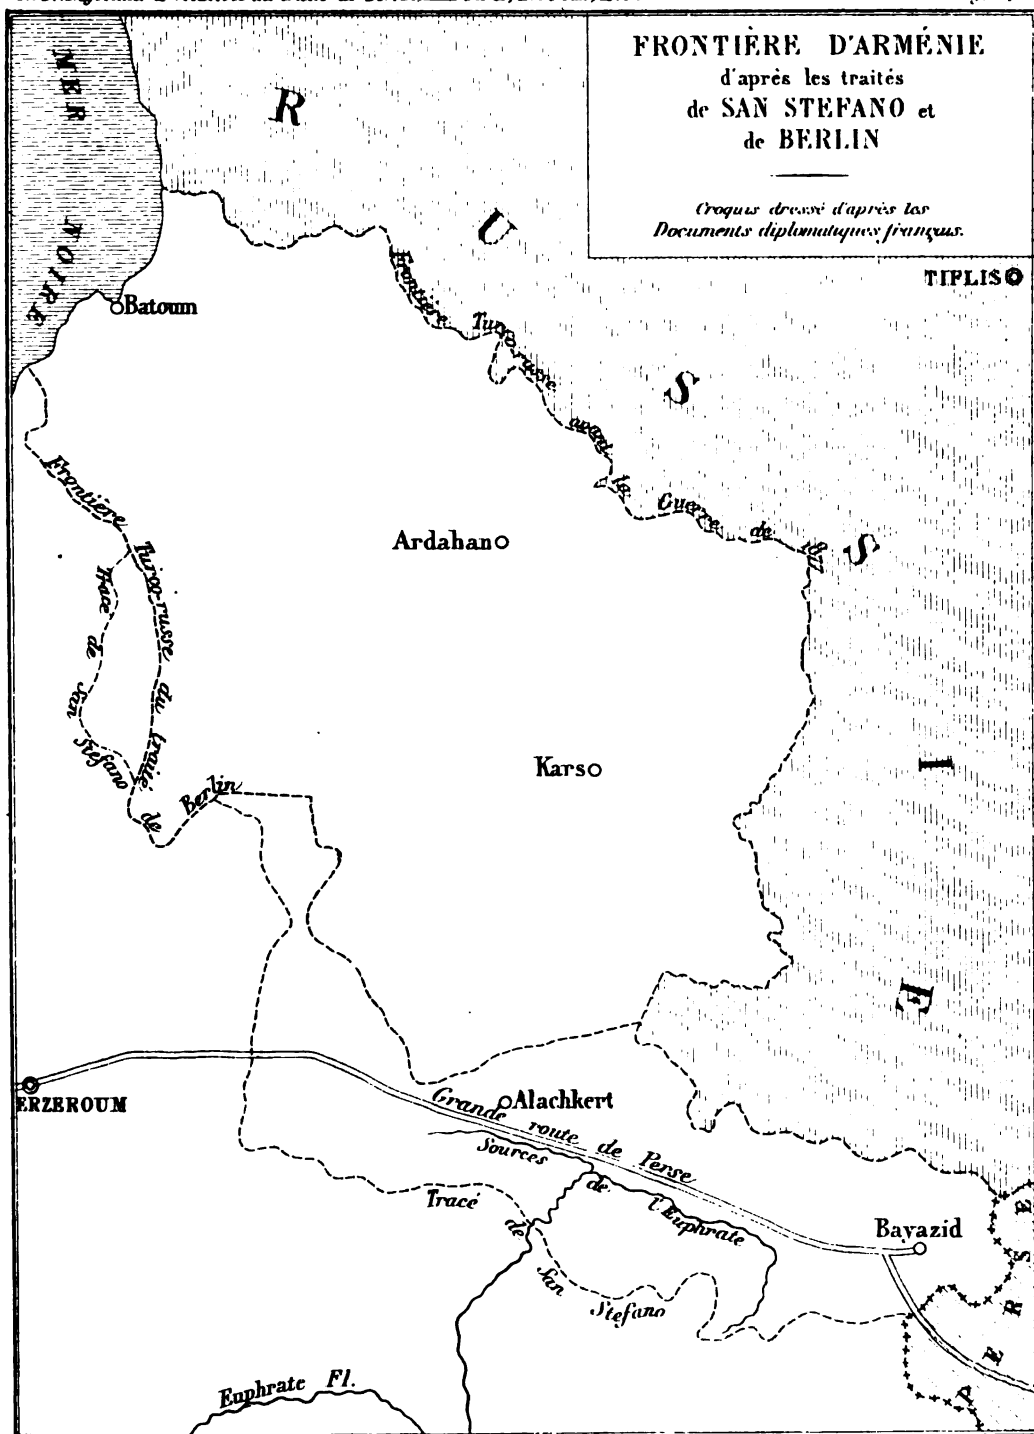 FRONTIÈRE D'ARMÉNIE
d'après les traités
de SAN STEFANO et
de BERLIN
Croquis dressé d'après les
Documents diplomatiques français.
MER NOIRE
RUSSIE
TIFLIS
Batoum
Frontière Turco-russe avant la Guerre de 1877
Frontière Turco-russe du traité de Berlin
Tracé de San Stefano
Ardahan
Kars
ERZEROUM
Alachkert
Grande route de Perse
Sources de l'Euphrate
Tracé de San Stefano
Bayazid
PERSE
Euphrate Fl.